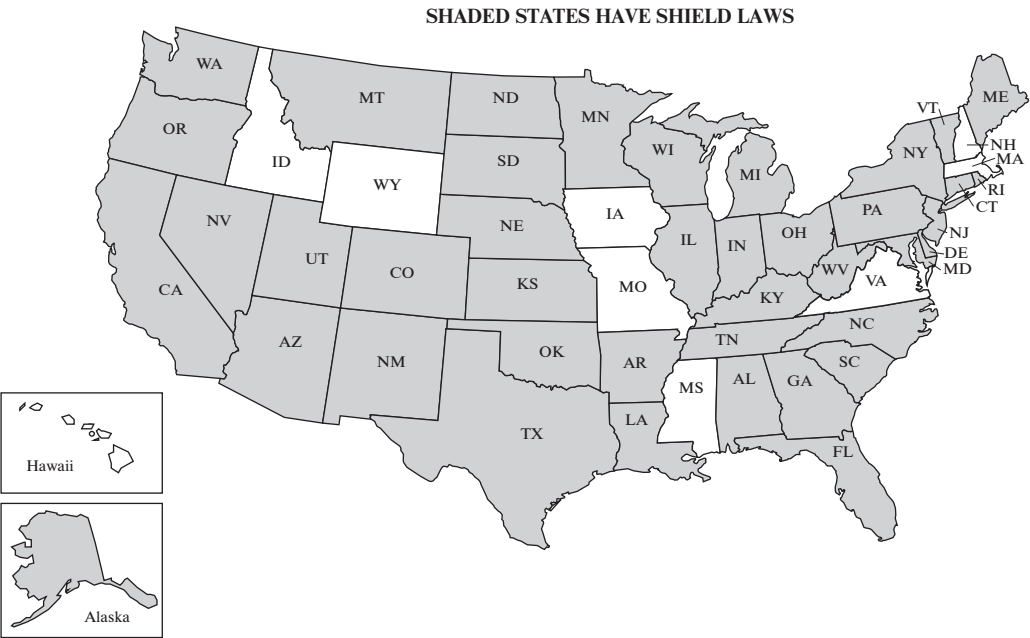 SHADED STATES HAVE SHIELD LAWS
WA
MT
ND
MN
ME
VT
OR
ID
SD
WI
MI
NY
NH
MA
WY
RI
CT
NV
NE
IA
IL
IN
OH
PA
NJ
DE
MD
UT
CO
KS
MO
WV
VA
CA
KY
AZ
NM
OK
AR
TN
NC
SC
MS
AL
GA
TX
LA
FL
Hawaii
Alaska